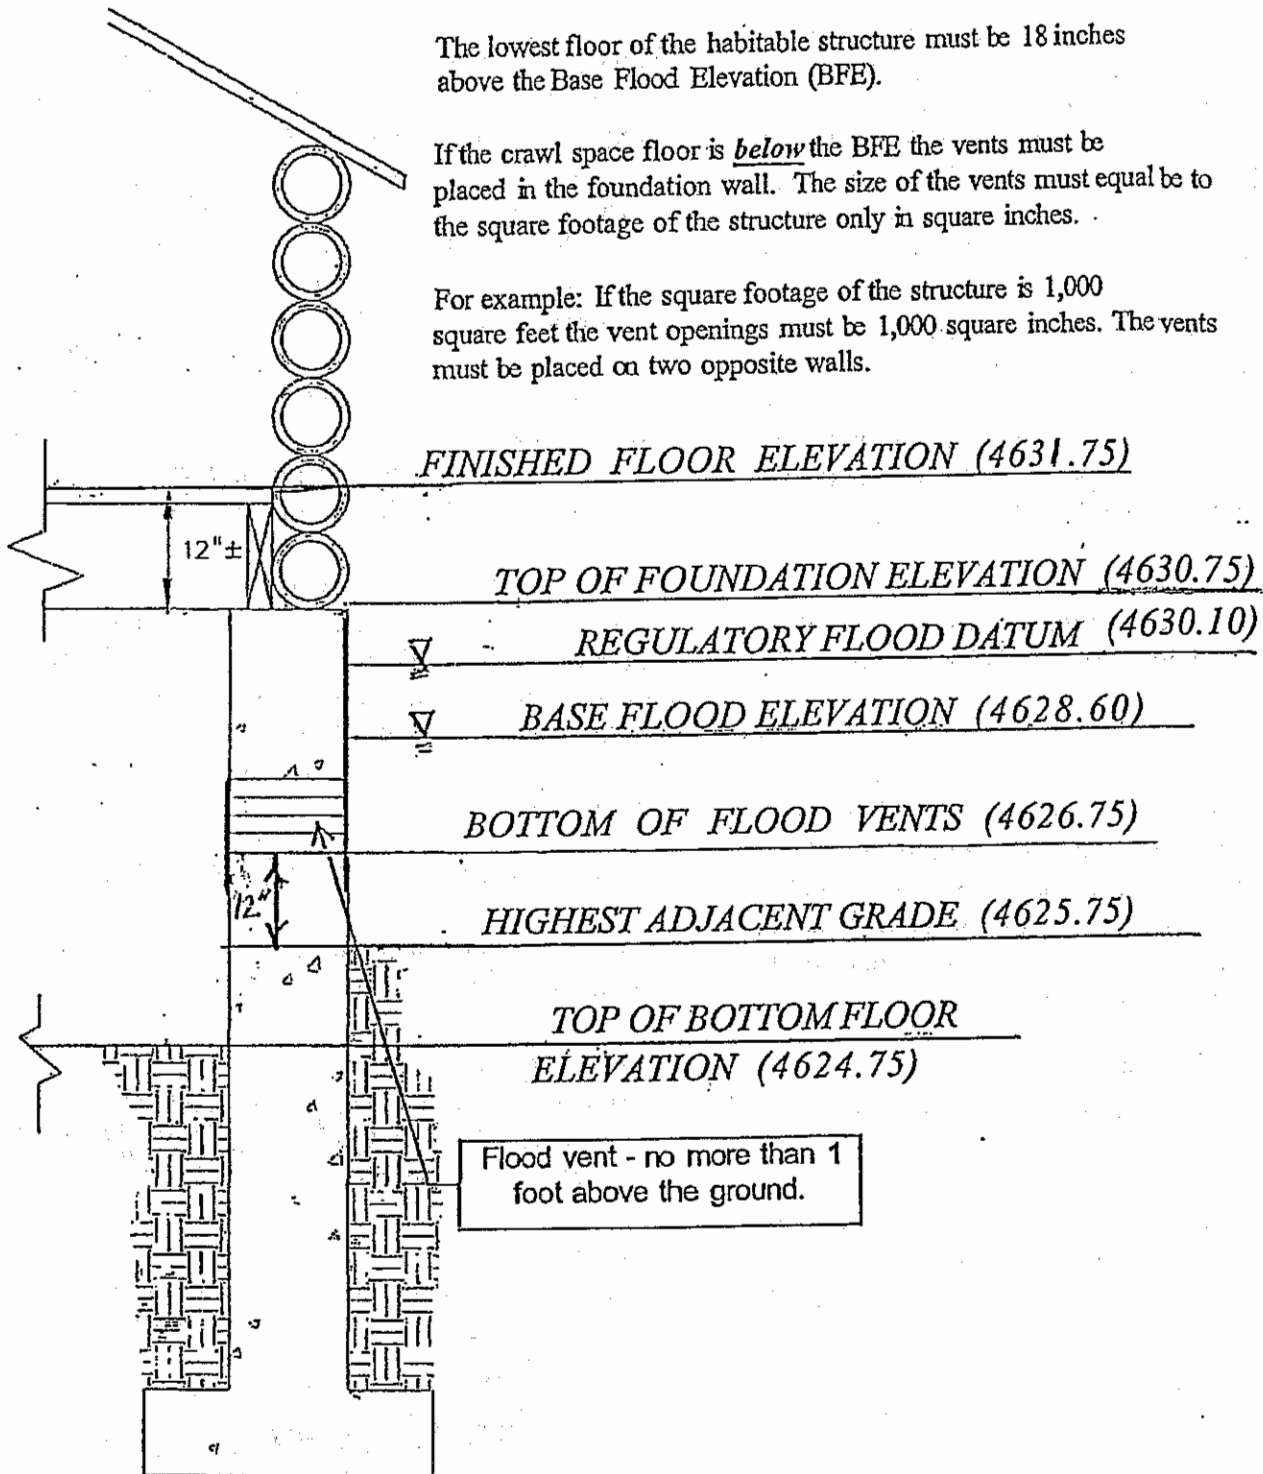 The lowest floor of the habitable structure must be 18 inches
above the Base Flood Elevation (BFE).
If the crawl space floor is below the BFE the vents must be
placed in the foundation wall. The size of the vents must equal be to
the square footage of the structure only in square inches.
For example: If the square footage of the structure is 1,000
square feet the vent openings must be 1,000 square inches. The vents
must be placed on two opposite walls.
FINISHED FLOOR ELEVATION (4631.75)
12"±
TOP OF FOUNDATION ELEVATION (4630.75)
REGULATORY FLOOD DATUM (4630.10)
BASE FLOOD ELEVATION (4628.60)
BOTTOM OF FLOOD VENTS (4626.75)
12"
HIGHEST ADJACENT GRADE (4625.75)
TOP OF BOTTOM FLOOR
ELEVATION (4624.75)
Flood vent - no more than 1
foot above the ground.